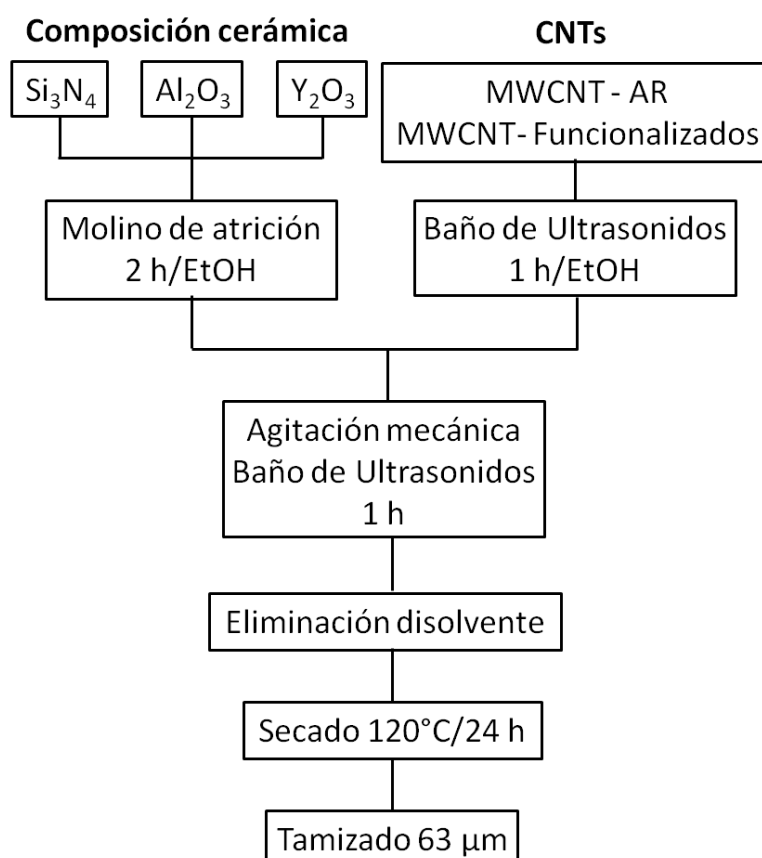 Composición cerámica
CNTs
Si₃N₄
Al₂O₃
Y₂O₃
MWCNT - AR
MWCNT- Funcionalizados
Molino de atrición
2 h/EtOH
Baño de Ultrasonidos
1 h/EtOH
Agitación mecánica
Baño de Ultrasonidos
1 h
Eliminación disolvente
Secado 120°C/24 h
Tamizado 63 µm